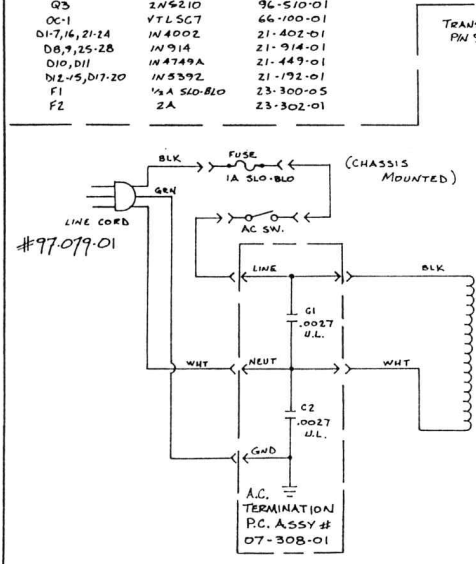 Q3 2N5210 96-510-01
OC-1 VTL5C7 66-100-01
D1-7,16,21-24 IN4002 21-402-01
D8,9,25-28 IN914 21-914-01
D10,D11 IN4749A 21-449-01
D12-15,D17-20 IN5392 21-192-01
F1 1/2A SLO-BLO 23-300-05
F2 2A 23-302-01
TRAN
P/N
BLK
FUSE
1A SLO-BLO
(CHASSIS
MOUNTED)
GRN
LINE CORD
#97-079-01
AC SW.
LINE
BLK
C1
.0027
U.L.
WHT
NEUT
WHT
C2
.0027
U.L.
GND
A.C.
TERMINATION
P.C. ASSY #
07-308-01